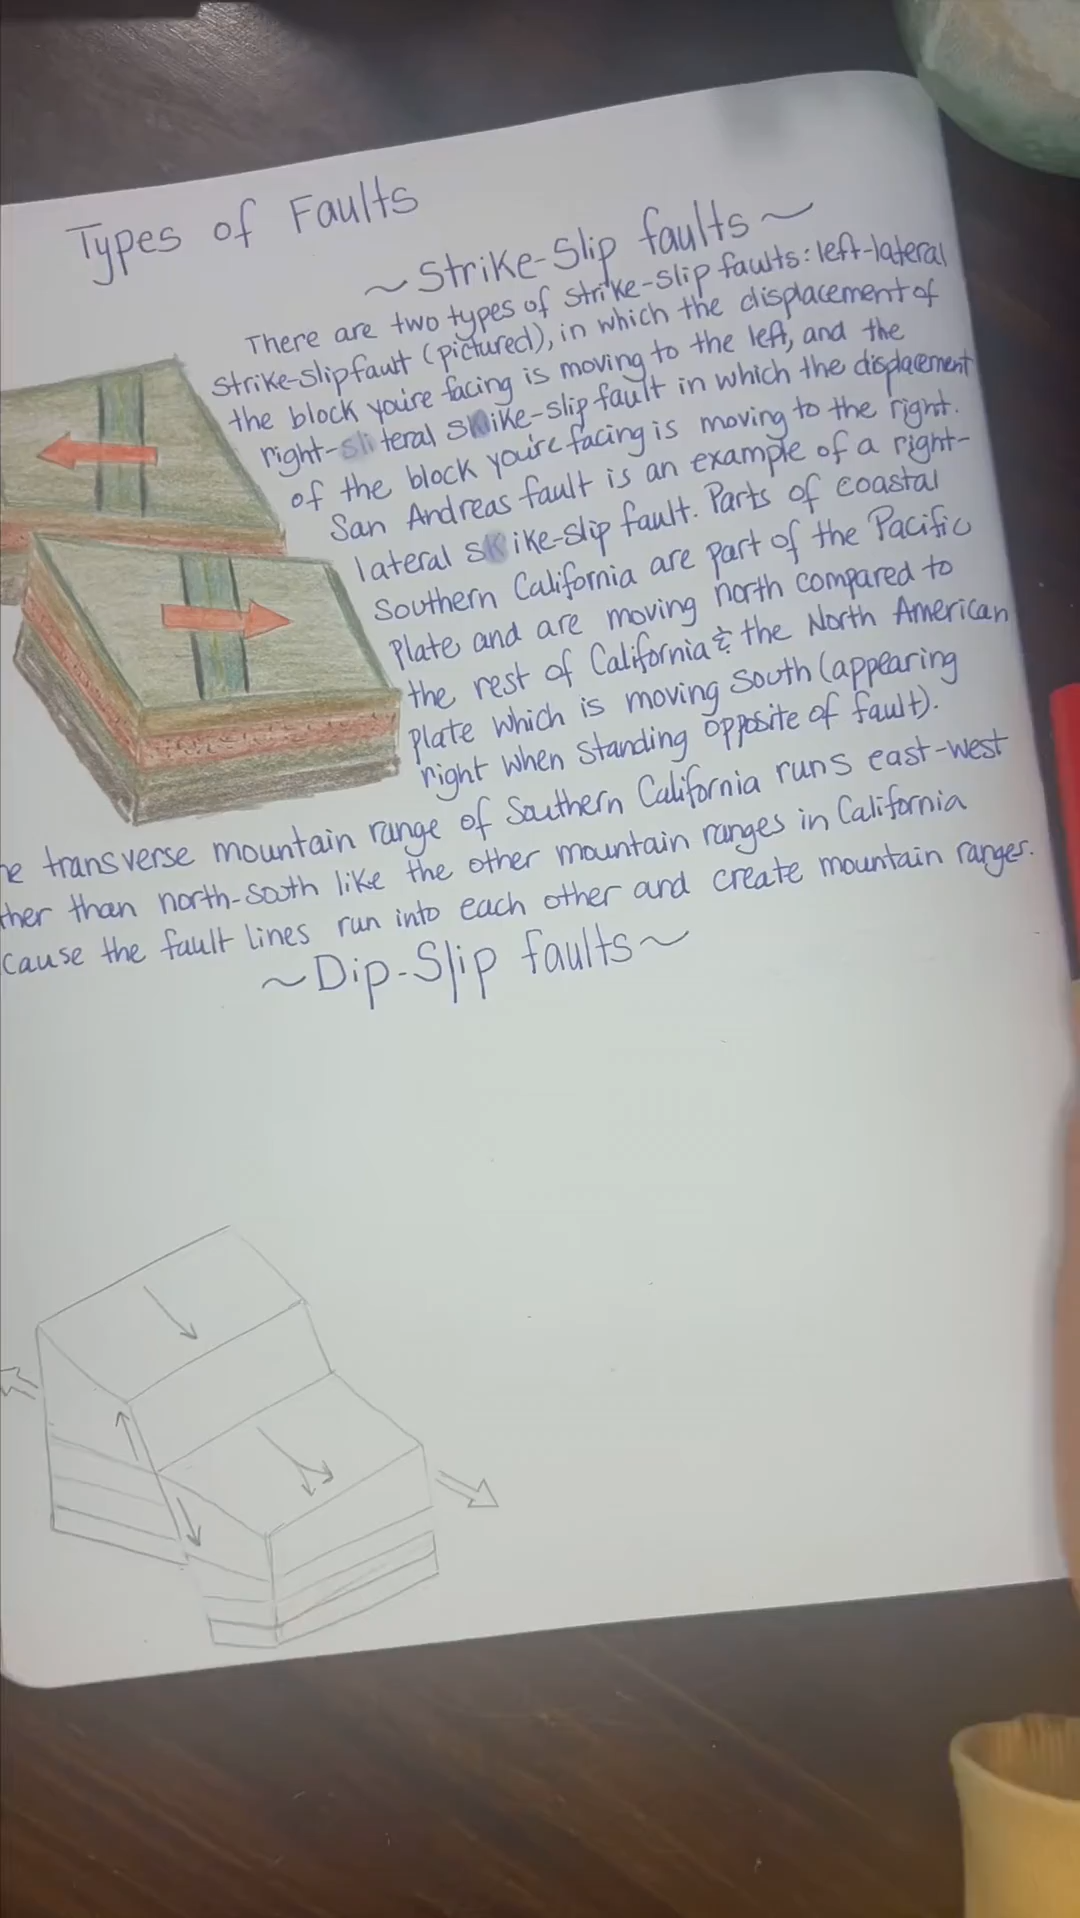 Types of Faults
~Strike-Slip faults~
There are two types of strike-slip faults: left-lateral
strike-slip fault (pictured), in which the displacement of
the block you're facing is moving to the left, and the
right- teral ike-slip fault in which the displacement
of the block you're facing is moving to the right.
San Andreas fault is an example of a right-
lateral ike-slip fault. Parts of coastal
Southern California are part of the Pacific
Plate and are moving north compared to
the rest of California & the North American
plate which is moving South (appearing
right when standing opposite of fault).
transverse mountain range of Southern California runs east-west
than north-south like the other mountain ranges in California
cause the fault lines run into each other and create mountain ranges.
~Dip-Slip faults~